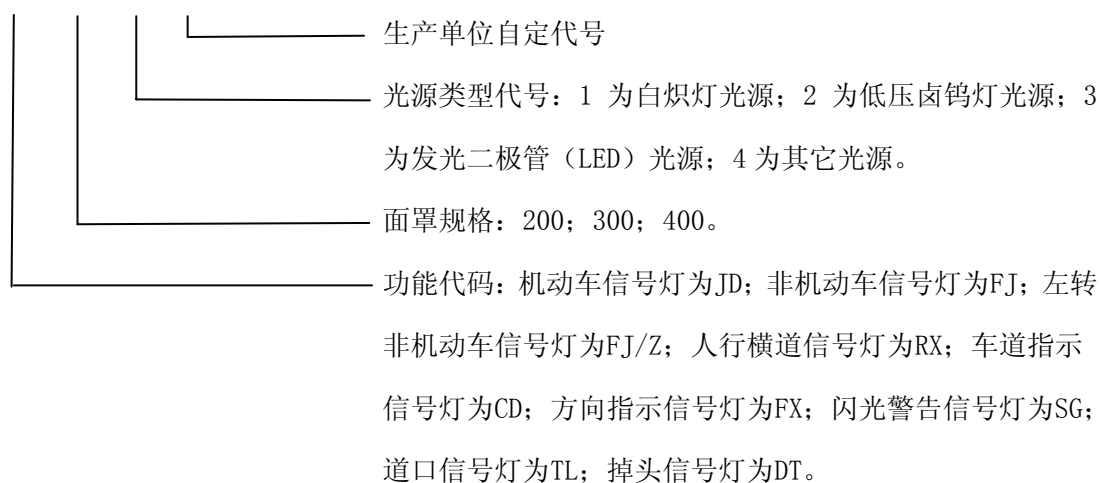 生产单位自定代号
光源类型代号：1 为白炽灯光源；2 为低压卤钨灯光源；3
为发光二极管（LED）光源；4 为其它光源。
面罩规格：200；300；400。
功能代码：机动车信号灯为JD；非机动车信号灯为FJ；左转
非机动车信号灯为FJ/Z；人行横道信号灯为RX；车道指示
信号灯为CD；方向指示信号灯为FX；闪光警告信号灯为SG；
道口信号灯为TL；掉头信号灯为DT。